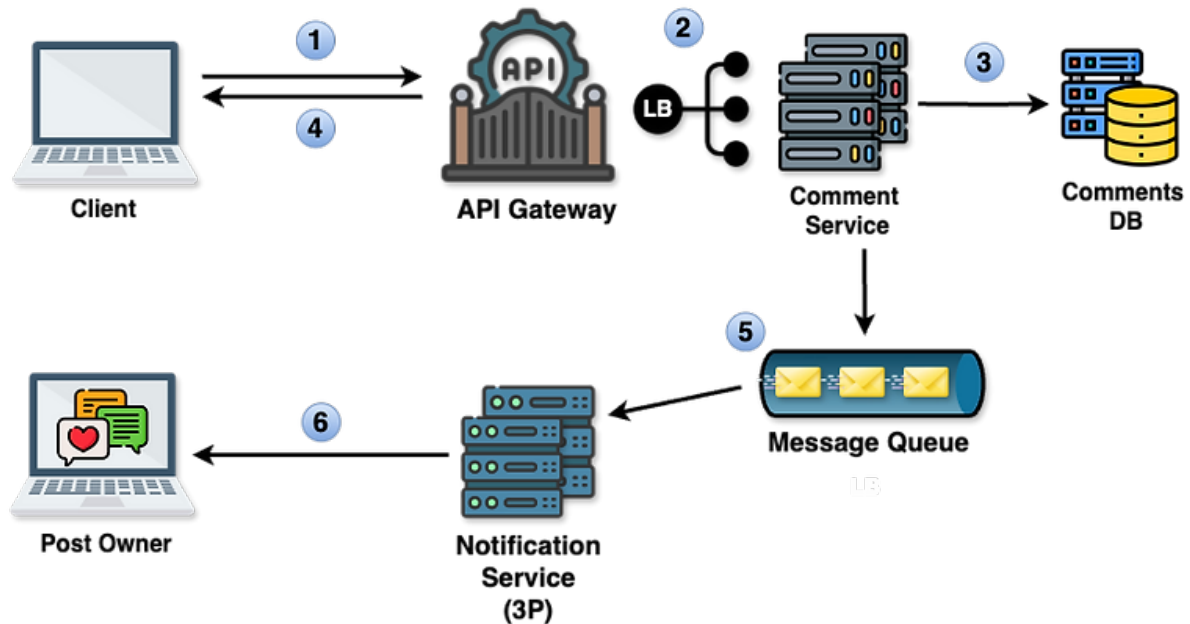 1
2
3
4
API
LB
Client
API Gateway
Comment
Service
Comments
DB
5
6
Message Queue
LB
Post Owner
Notification
Service
(3P)